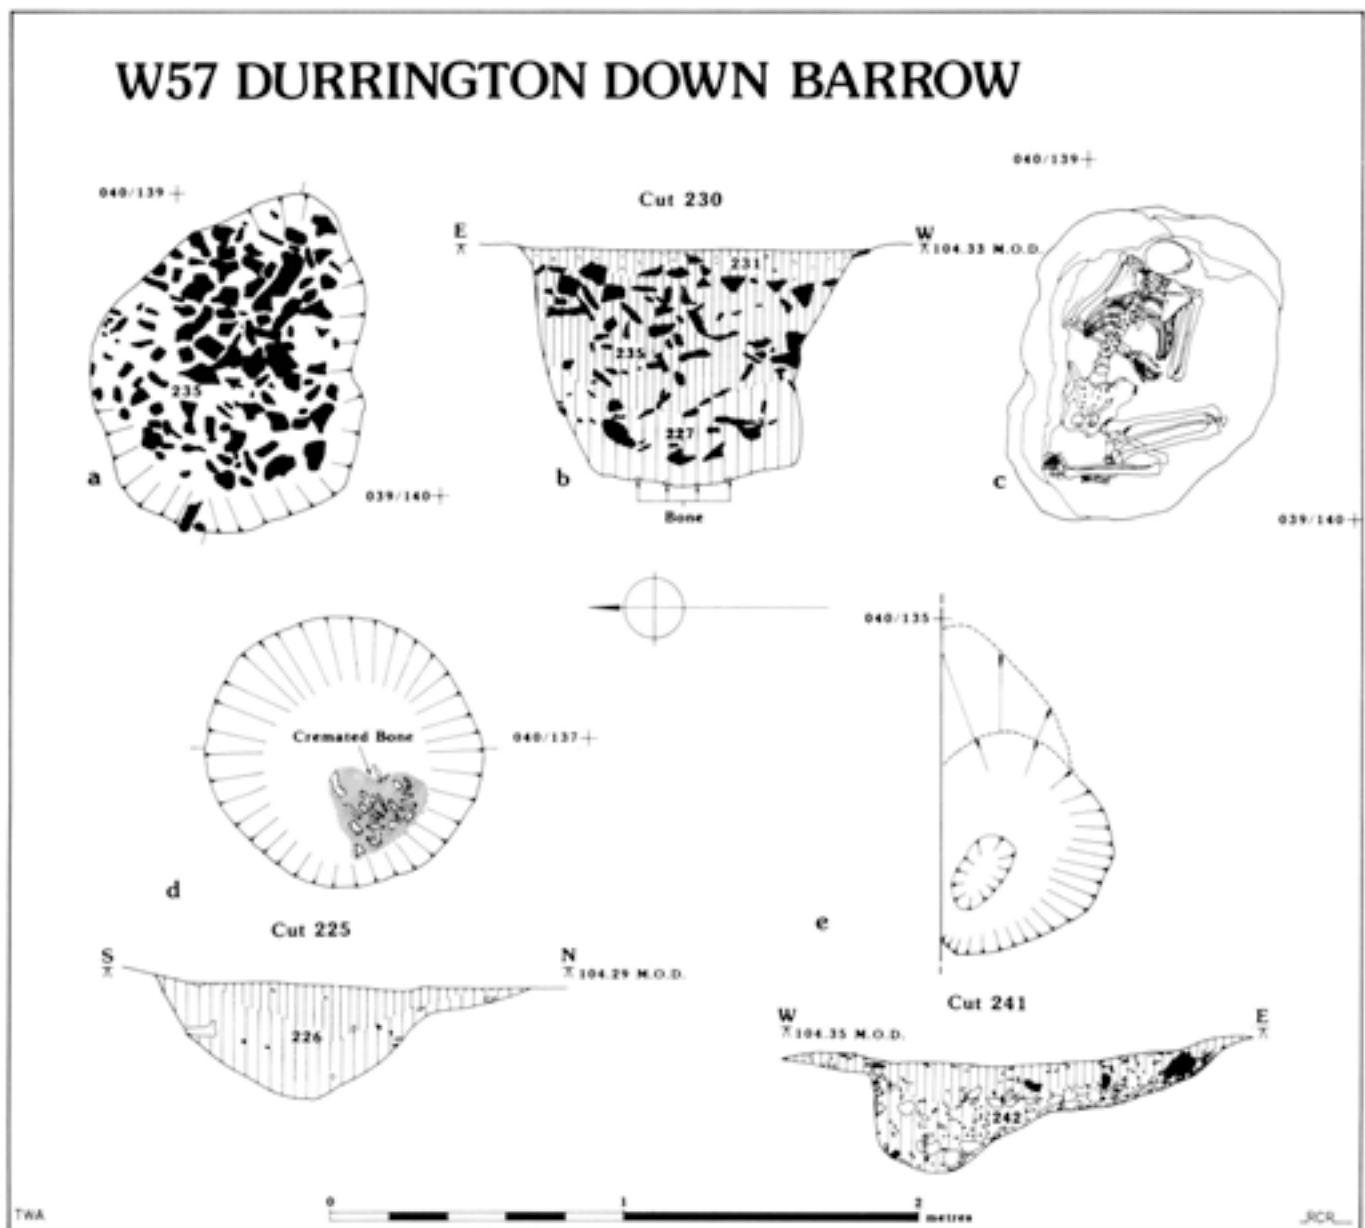 W57 DURRINGTON DOWN BARROW
040/139
Cut 230
E
W
104.33 M.O.D.
231
235
227
Bone
b
235
a
039/140
040/139
c
039/140
Cremated Bone
040/137
d
040/135
e
Cut 225
S
N
104.29 M.O.D.
226
Cut 241
W
104.35 M.O.D.
E
242
0
1
2
metres
TWA
RCR